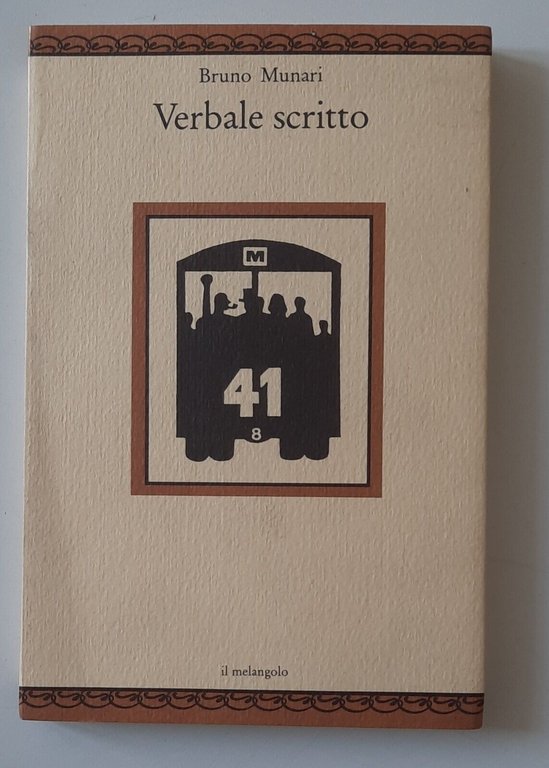 Bruno Munari
Verbale scritto
M
41
8
il melangolo